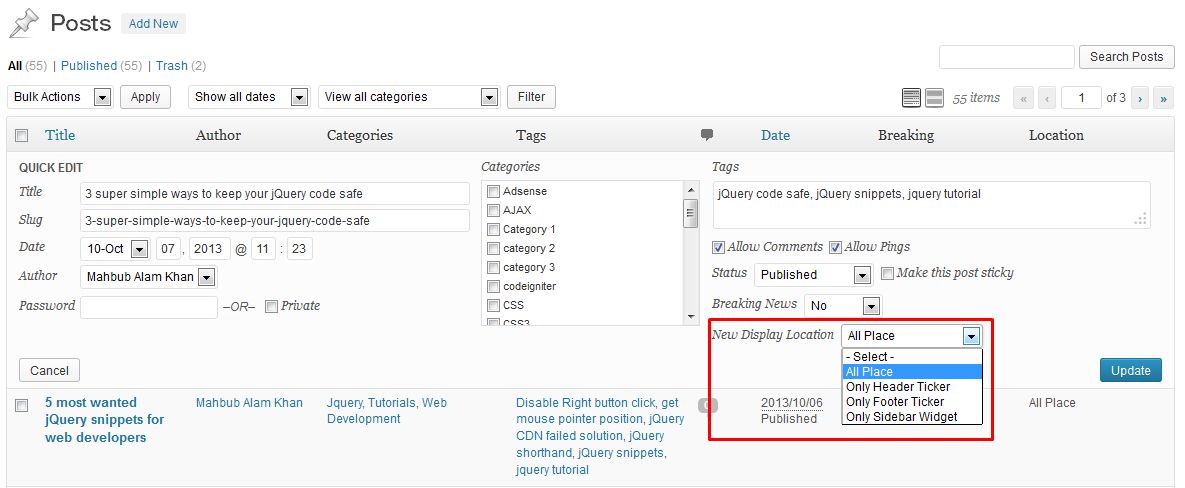 Posts Add New
All (55) | Published (55) | Trash (2)
Search Posts
Bulk Actions Apply Show all dates View all categories Filter 55 items « ‹ 1 of 3 › »
Title Author Categories Tags Date Breaking Location
QUICK EDIT
Title 3 super simple ways to keep your jQuery code safe
Slug 3-super-simple-ways-to-keep-your-jquery-code-safe
Date 10-Oct 07 , 2013 @ 11 : 23
Author Mahbub Alam Khan
Password –OR– Private
Categories
Adsense
AJAX
Category 1
category 2
category 3
codeigniter
CSS
CSS3
Tags
jQuery code safe, jQuery snippets, jquery tutorial
Allow Comments Allow Pings
Status Published Make this post sticky
Breaking News No
New Display Location All Place
- Select -
All Place
Only Header Ticker
Only Footer Ticker
Only Sidebar Widget
Cancel Update
5 most wanted
jQuery snippets for
web developers
Mahbub Alam Khan
Jquery, Tutorials, Web
Development
Disable Right button click, get
mouse pointer position, jQuery
CDN failed solution, jQuery
shorthand, jQuery snippets,
jquery tutorial
0
2013/10/06
Published
All Place